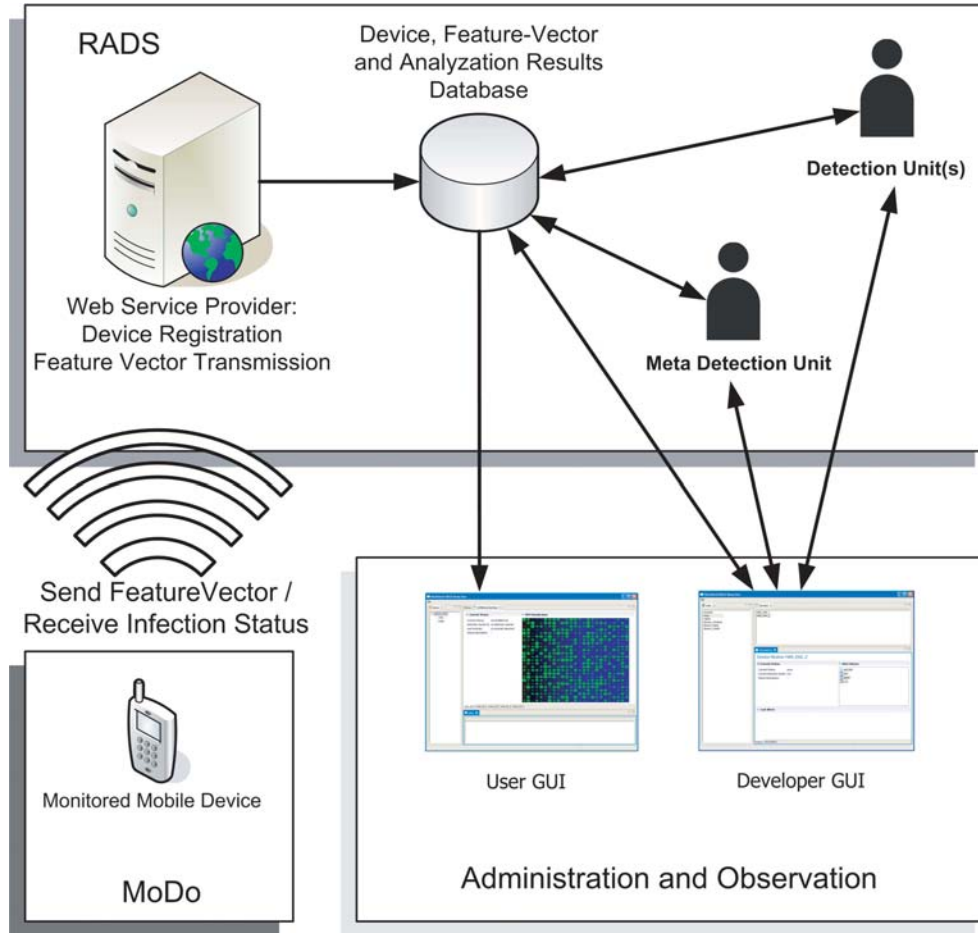 RADS
Device, Feature-Vector
and Analyzation Results
Database
Detection Unit(s)
Web Service Provider:
Device Registration
Feature Vector Transmission
Meta Detection Unit
Send FeatureVector /
Receive Infection Status
Monitored Mobile Device
MoDo
User GUI
Developer GUI
Administration and Observation